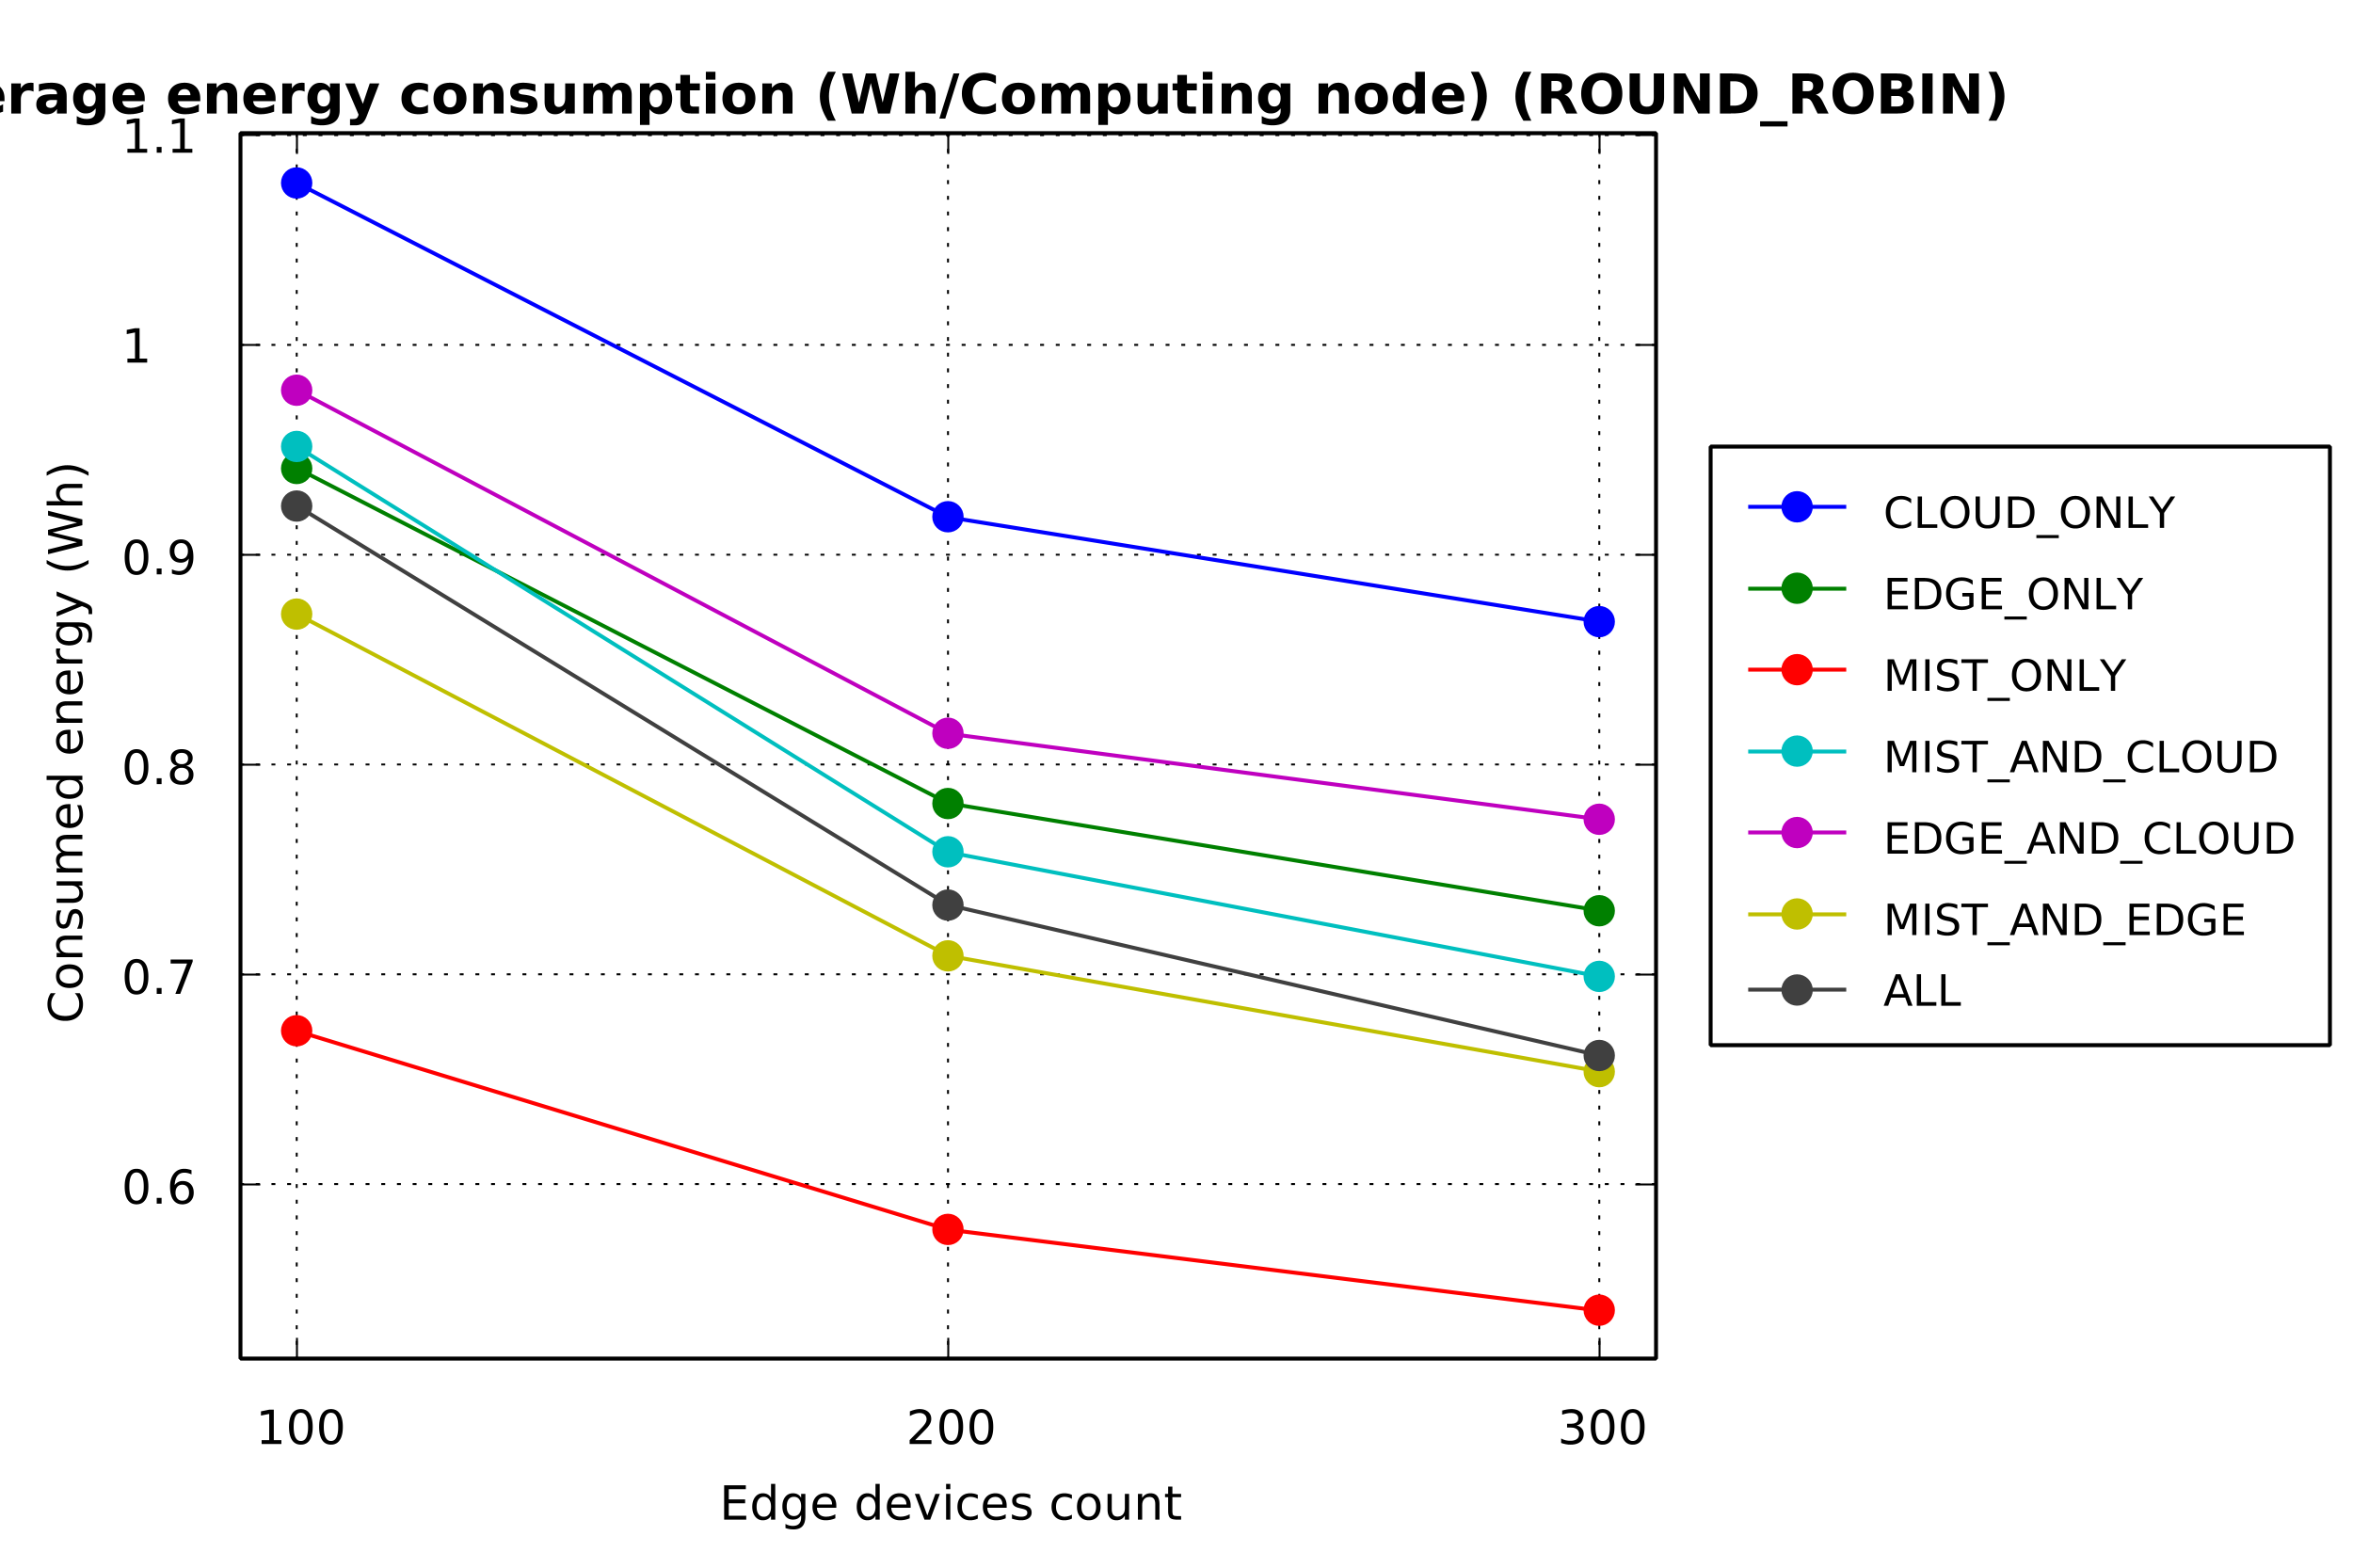 energy consumption (Wh/Computing node) (ROUND_ROBIN)
1.1
1
0.9
0.8
0.7
0.6
Consumed energy (Wh)
100 200 300
Edge devices count
CLOUD_ONLY
EDGE_ONLY
MIST_ONLY
MIST_AND_CLOUD
EDGE_AND_CLOUD
MIST_AND_EDGE
ALL